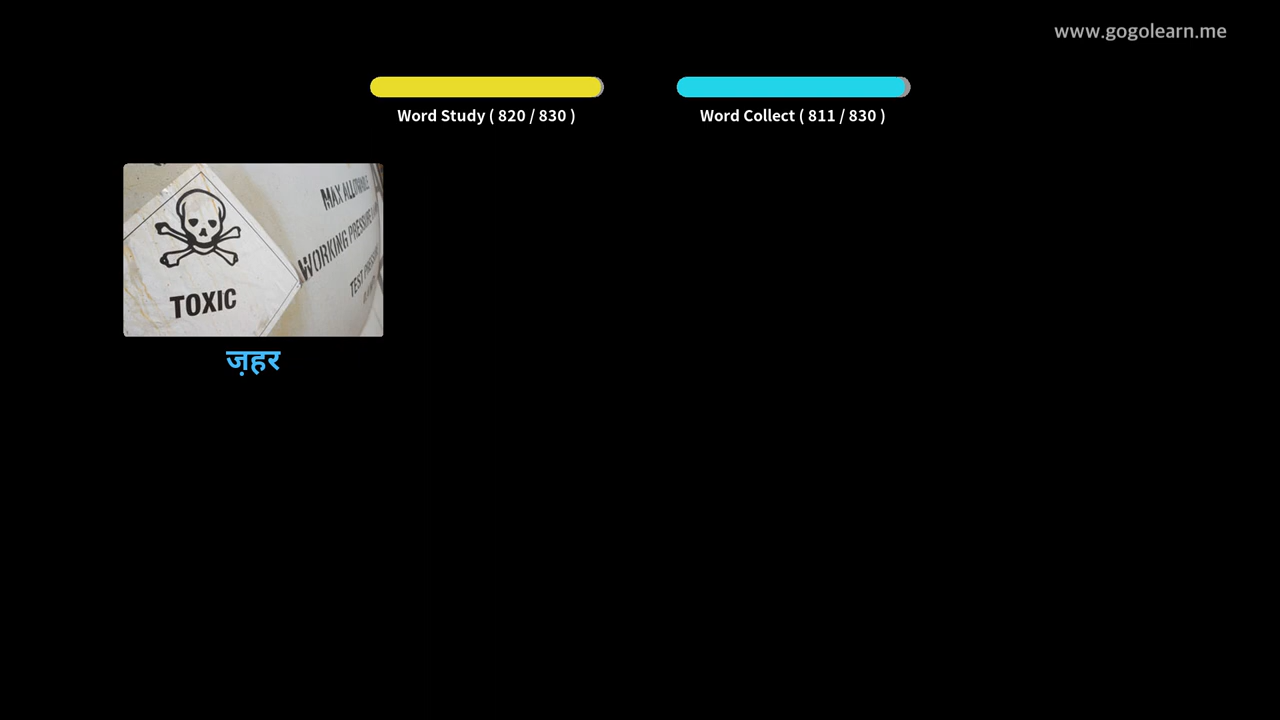 www.gogolearn.me
Word Study ( 820 / 830 )
Word Collect ( 811 / 830 )
MAX ALLOWABLE
WORKING PRESSURE
TEST
TOXIC
ज़हर